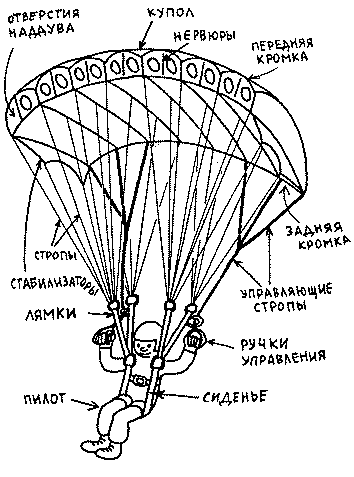 ОТВЕРСТИЯ
НАДДУВА
КУПОЛ
НЕРВЮРЫ
ПЕРЕДНЯЯ
КРОМКА
ЗАДНЯЯ
КРОМКА
СТРОПЫ
СТАБИЛИЗАТОРЫ
УПРАВЛЯЮЩИЕ
СТРОПЫ
ЛЯМКИ
РУЧКИ
УПРАВЛЕНИЯ
ПИЛОТ
СИДЕНЬЕ